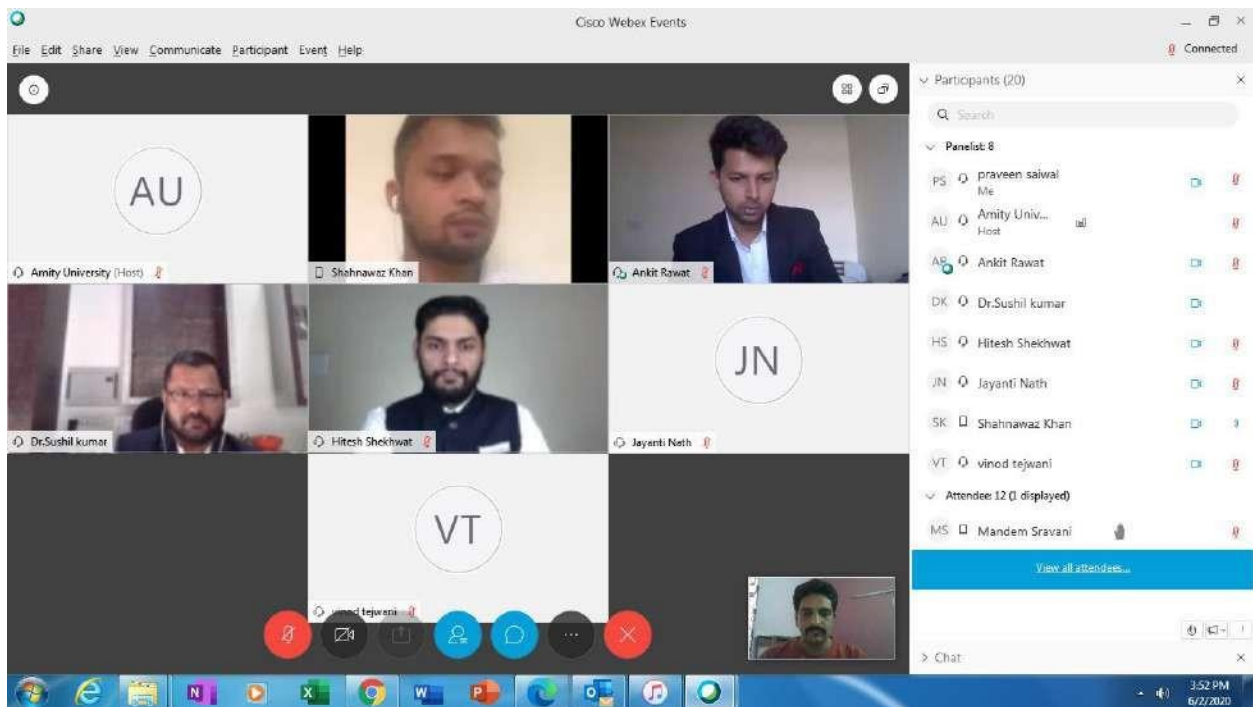 Cisco Webex Events
File Edit Share View Communicate Participant Event Help
Connected
AU
Amity University (Host)
Shahnawaz Khan
Ankit Rawat
Dr.Sushil kumar
Hitesh Shekhwat
JN
Jayanti Nath
VT
vinod tejwani
Participants (20)
Search
Panelist: 8
PS praveen saiwal
Me
AU Amity Univ...
Host
AR Ankit Rawat
DK Dr.Sushil kumar
HS Hitesh Shekhwat
JN Jayanti Nath
SK Shahnawaz Khan
VT vinod tejwani
Attendee: 12 (1 displayed)
MS Mandem Sravani
View all attendees...
Chat
3:52 PM
6/2/2020